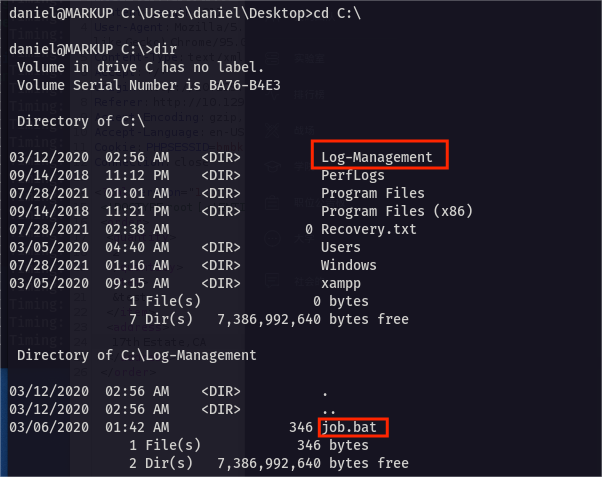 daniel@MARKUP C:\Users\daniel\Desktop>cd C:\
daniel@MARKUP C:\>dir
 Volume in drive C has no label.
 Volume Serial Number is BA76-B4E3
 Directory of C:\
03/12/2020  02:56 AM    <DIR>          Log-Management
09/14/2018  11:12 PM    <DIR>          PerfLogs
07/28/2021  01:01 AM    <DIR>          Program Files
09/14/2018  11:21 PM    <DIR>          Program Files (x86)
07/28/2021  02:38 AM                 0 Recovery.txt
03/05/2020  04:40 AM    <DIR>          Users
07/28/2021  01:16 AM    <DIR>          Windows
03/05/2020  09:15 AM    <DIR>          xampp
               1 File(s)              0 bytes
               7 Dir(s)   7,386,992,640 bytes free
 Directory of C:\Log-Management
03/12/2020  02:56 AM    <DIR>          .
03/12/2020  02:56 AM    <DIR>          ..
03/06/2020  01:42 AM               346 job.bat
               1 File(s)            346 bytes
               2 Dir(s)   7,386,992,640 bytes free